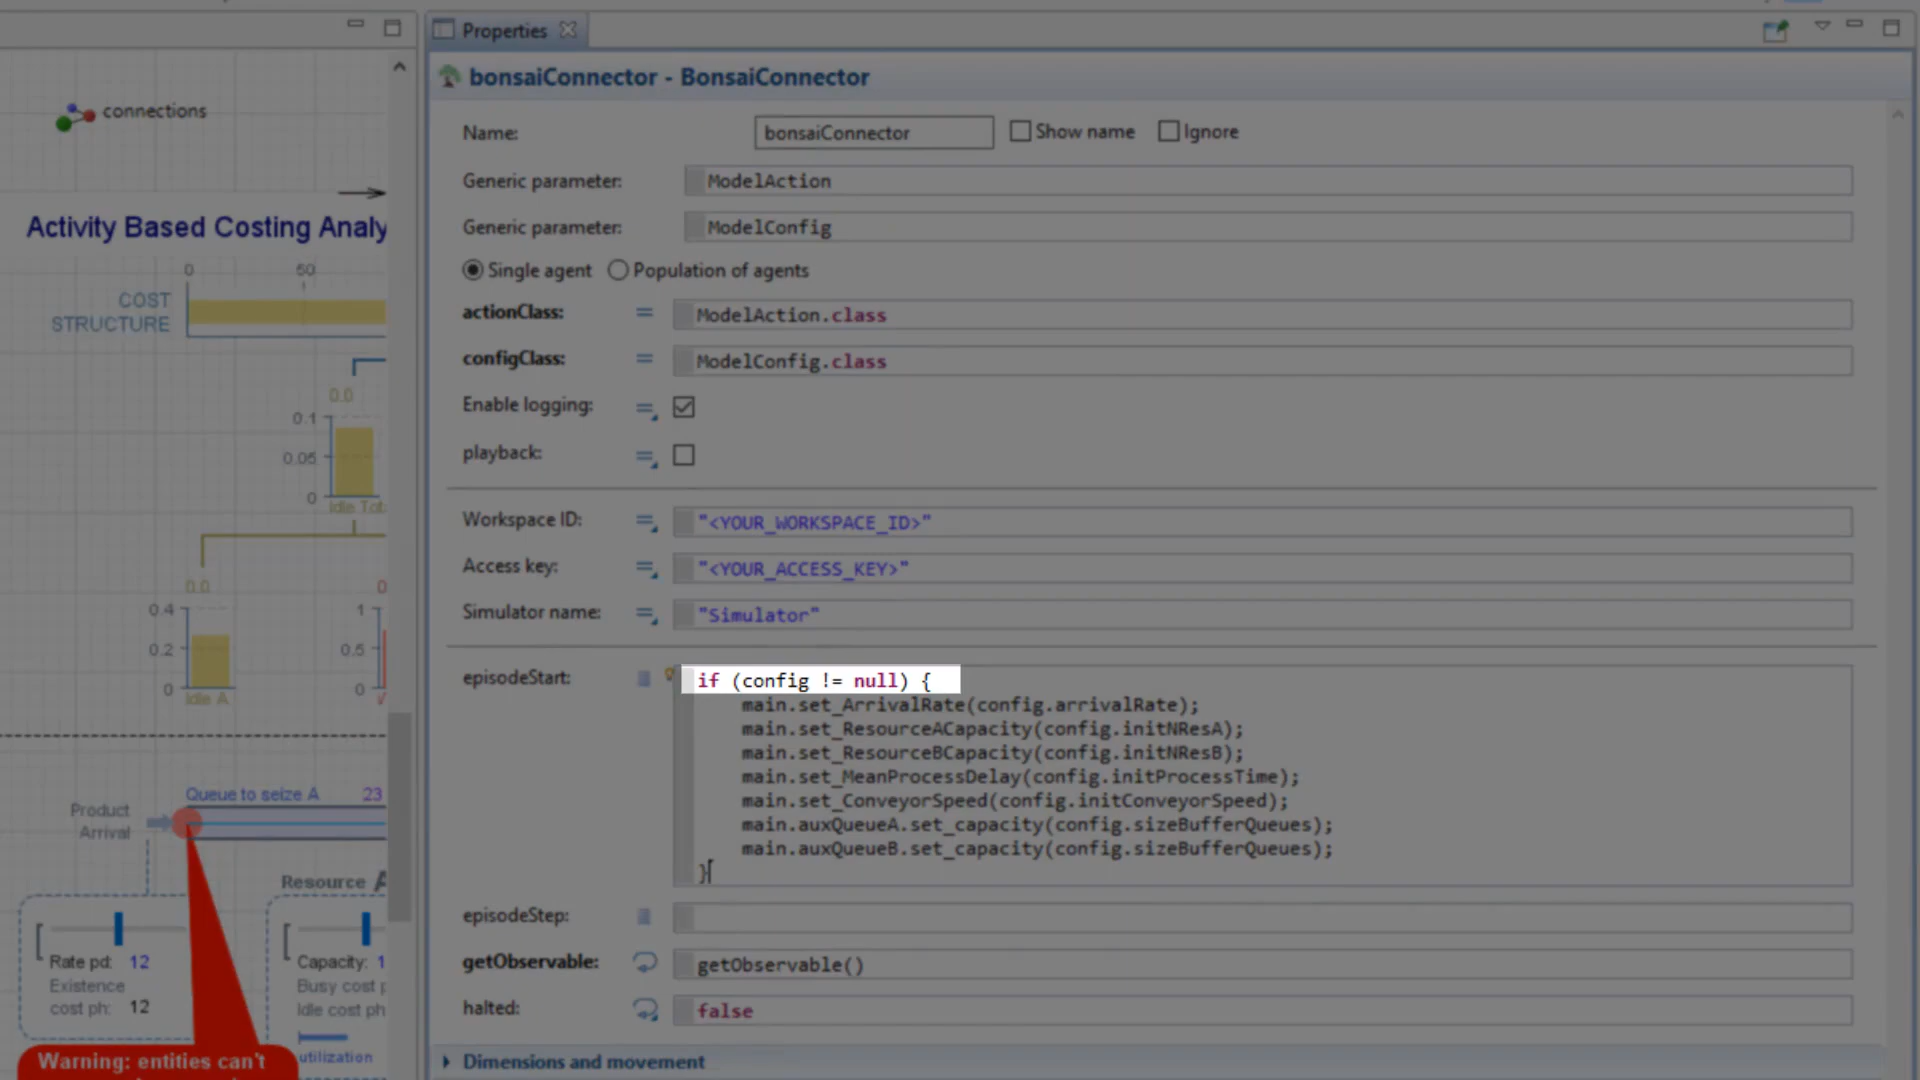 connections
Activity Based Costing Analy
0
50
COST
STRUCTURE
0.0
0.1
0.05
0
Idle Tot
0.0
0
0.4
0.2
0
Idle A
1
0.5
0
Queue to seize A 23
Product
Arrival
Resource A
Rate pd: 12
Existence
cost ph: 12
Capacity: 1
Busy cost p
Idle cost ph
utilization
Warning: entities can't
Properties
bonsaiConnector - BonsaiConnector
Name: bonsaiConnector Show name Ignore
Generic parameter: ModelAction
Generic parameter: ModelConfig
Single agent Population of agents
actionClass: ModelAction.class
configClass: ModelConfig.class
Enable logging:
playback:
Workspace ID: "<YOUR_WORKSPACE_ID>"
Access key: "<YOUR_ACCESS_KEY>"
Simulator name: "Simulator"
episodeStart: if (config != null) {
main.set_ArrivalRate(config.arrivalRate);
main.set_ResourceACapacity(config.initNResA);
main.set_ResourceBCapacity(config.initNResB);
main.set_MeanProcessDelay(config.initProcessTime);
main.set_ConveyorSpeed(config.initConveyorSpeed);
main.auxQueueA.set_capacity(config.sizeBufferQueues);
main.auxQueueB.set_capacity(config.sizeBufferQueues);
}
episodeStep:
getObservable: getObservable()
halted: false
Dimensions and movement